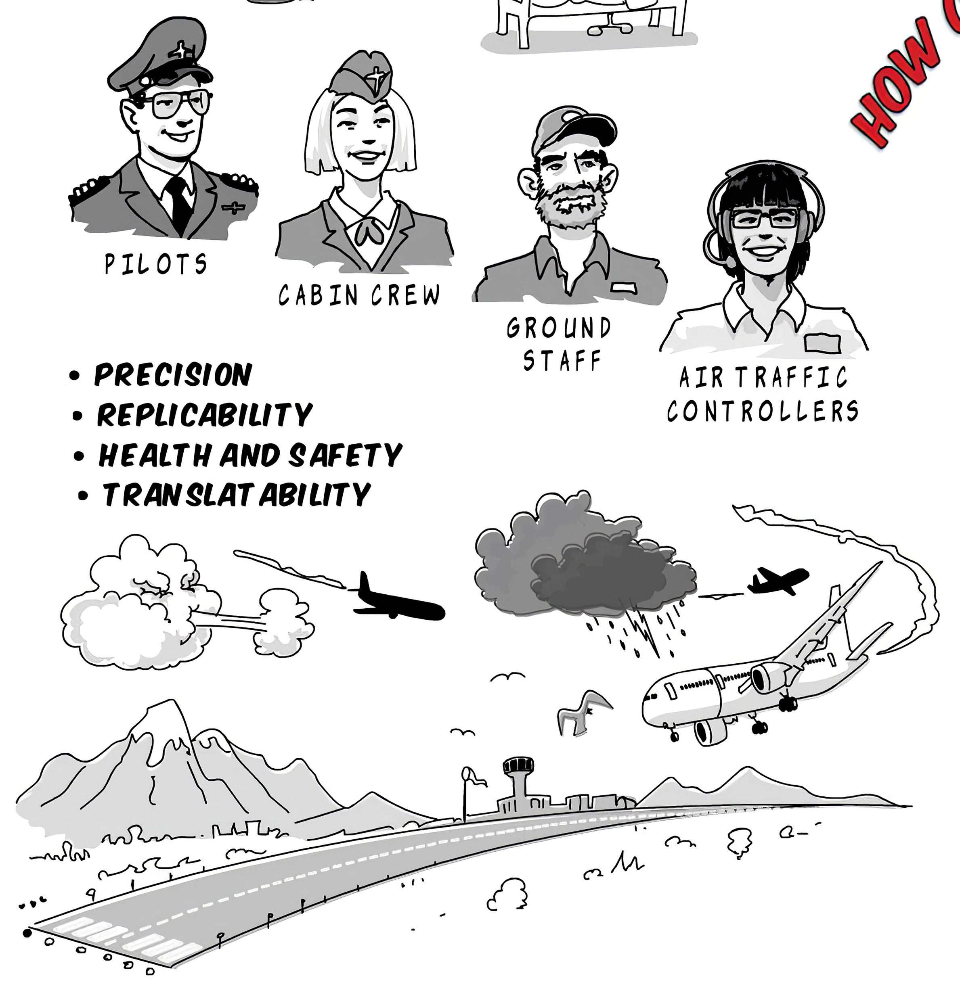 HOW
PILOTS
CABIN CREW
GROUND
STAFF
AIR TRAFFIC
CONTROLLERS
• PRECISION
• REPLICABILITY
• HEALTH AND SAFETY
• TRANSLATABILITY